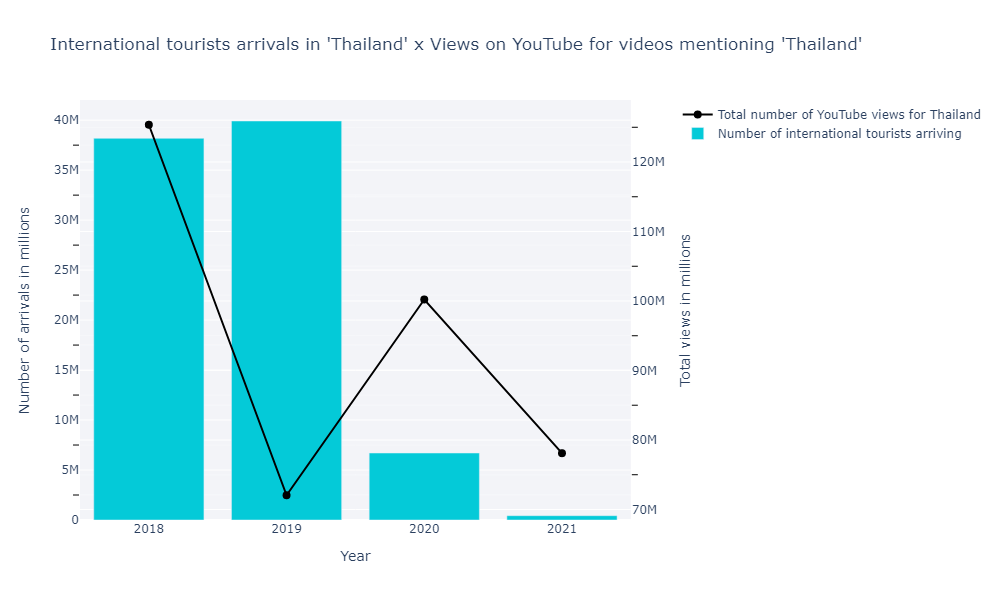 International tourists arrivals in 'Thailand' x Views on YouTube for videos mentioning 'Thailand'
Total number of YouTube views for Thailand
Number of international tourists arriving
Number of arrivals in millions
40M
35M
30M
25M
20M
15M
10M
5M
0
120M
110M
100M
90M
80M
70M
Total views in millions
2018
2019
2020
2021
Year